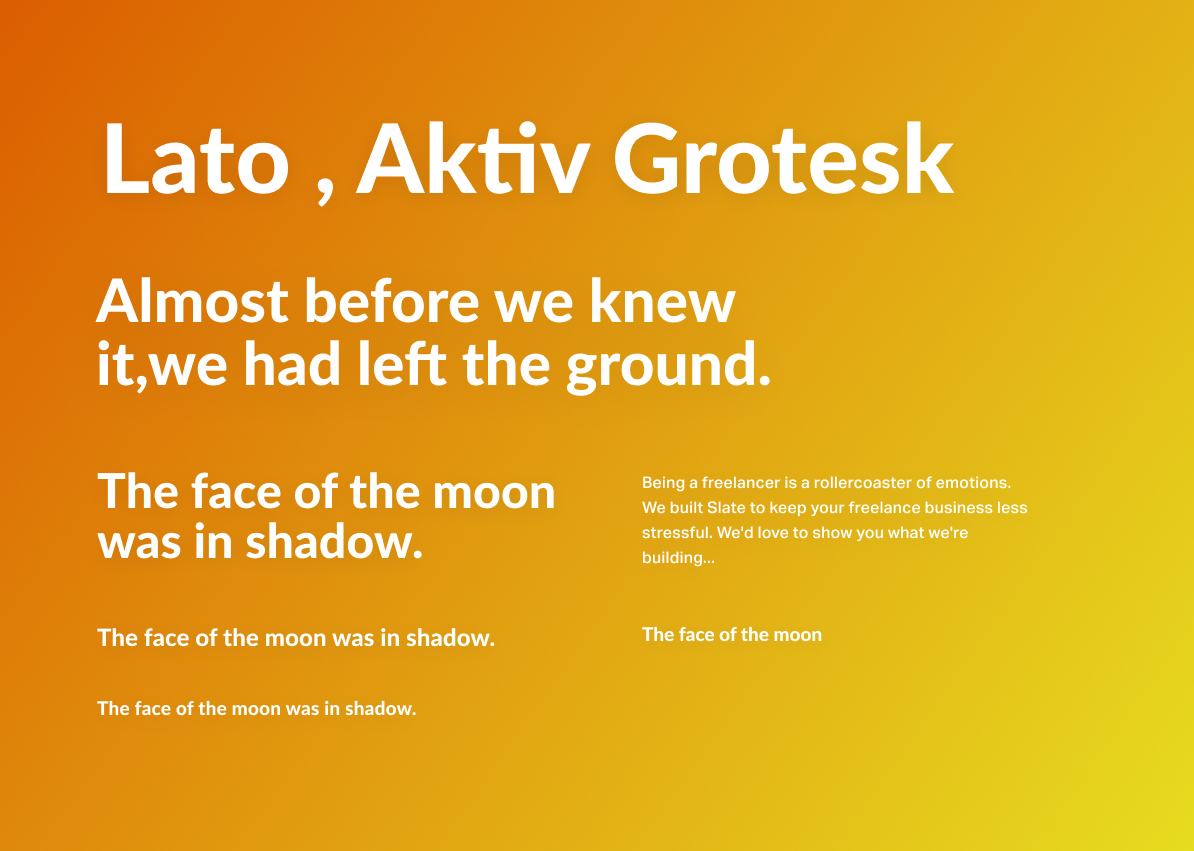 Lato , Aktiv Grotesk
Almost before we knew
it,we had left the ground.
The face of the moon
was in shadow.
Being a freelancer is a rollercoaster of emotions.
We built Slate to keep your freelance business less
stressful. We'd love to show you what we're
building...
The face of the moon was in shadow.
The face of the moon
The face of the moon was in shadow.